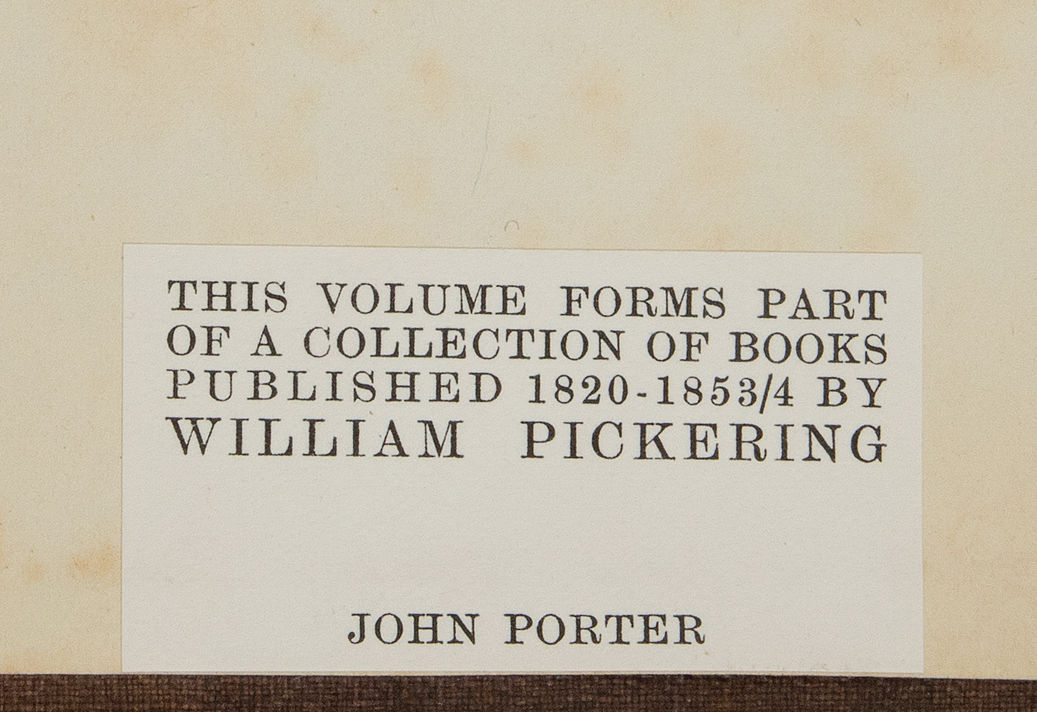 THIS VOLUME FORMS PART
OF A COLLECTION OF BOOKS
PUBLISHED 1820-1853/4 BY
WILLIAM PICKERING
JOHN PORTER